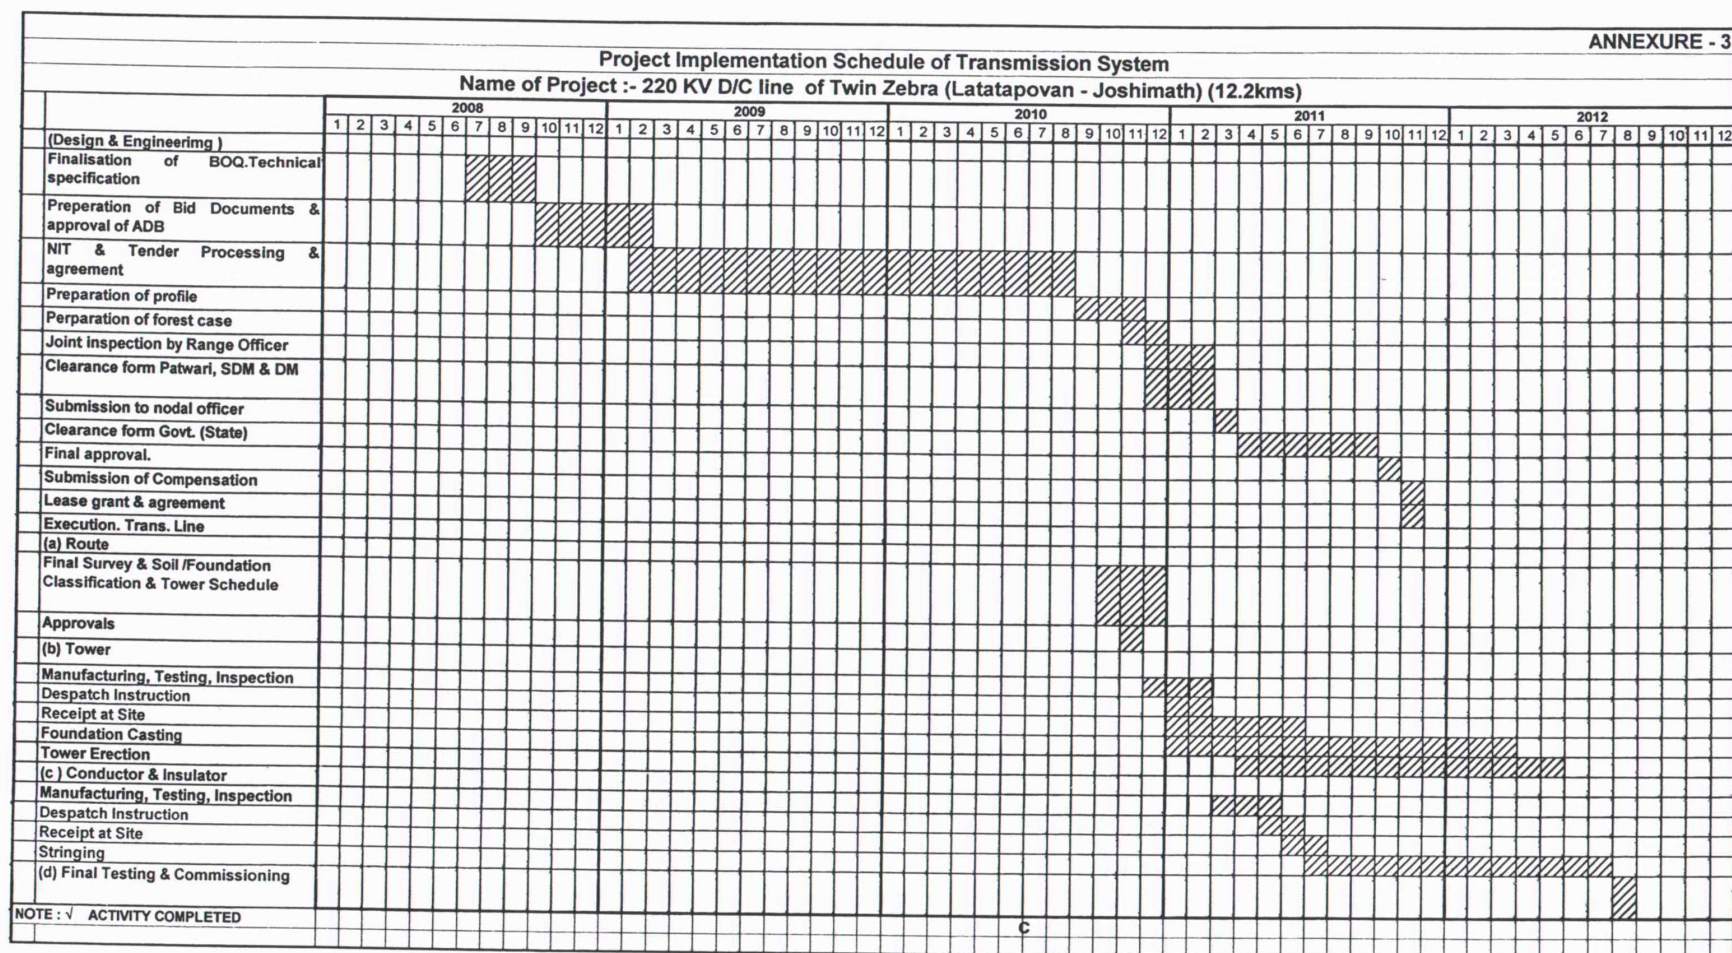 ANNEXURE - 3
Project Implementation Schedule of Transmission System
Name of Project :- 220 KV D/C line of Twin Zebra (Latatapovan - Joshimath) (12.2kms)
2008 2009 2010 2011 2012
1 2 3 4 5 6 7 8 9 10 11 12 1 2 3 4 5 6 7 8 9 10 11 12 1 2 3 4 5 6 7 8 9 10 11 12 1 2 3 4 5 6 7 8 9 10 11 12 1 2 3 4 5 6 7 8 9 10 11 12
(Design & Engineerimg )
Finalisation of BOQ.Technical
specification
Preperation of Bid Documents &
approval of ADB
NIT & Tender Processing &
agreement
Preparation of profile
Perparation of forest case
Joint inspection by Range Officer
Clearance form Patwari, SDM & DM
Submission to nodal officer
Clearance form Govt. (State)
Final approval.
Submission of Compensation
Lease grant & agreement
Execution. Trans. Line
(a) Route
Final Survey & Soil /Foundation
Classification & Tower Schedule
Approvals
(b) Tower
Manufacturing, Testing, Inspection
Despatch Instruction
Receipt at Site
Foundation Casting
Tower Erection
(c ) Conductor & Insulator
Manufacturing, Testing, Inspection
Despatch Instruction
Receipt at Site
Stringing
(d) Final Testing & Commissioning
NOTE : √ ACTIVITY COMPLETED
C